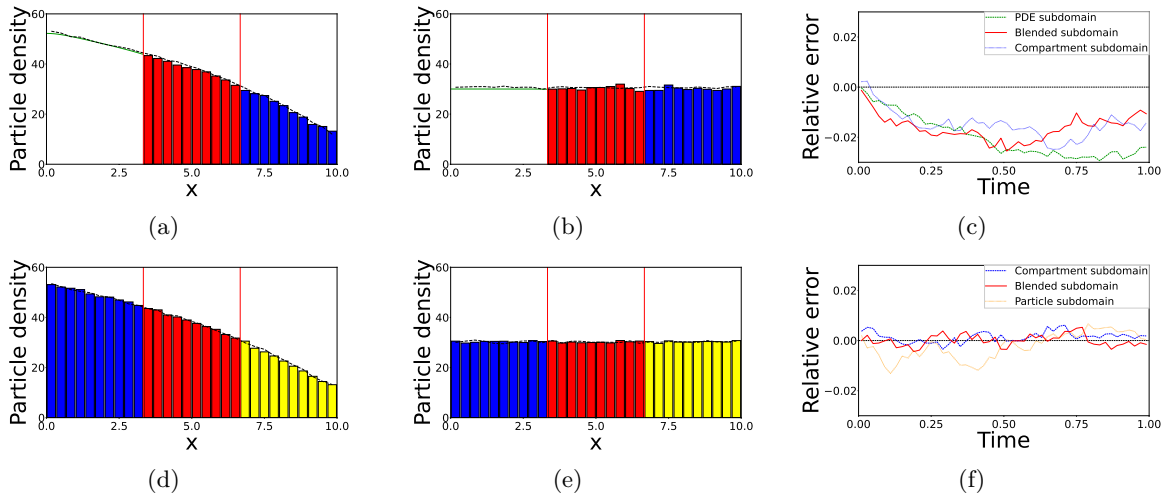 Particle density
60
40
20
0
0.0 2.5 5.0 7.5 10.0
x
(a)
Particle density
60
40
20
0
0.0 2.5 5.0 7.5 10.0
x
(b)
Relative error
0.02
0.00
−0.02
0.00 0.25 0.50 0.75 1.00
Time
PDE subdomain
Blended subdomain
Compartment subdomain
(c)
Particle density
60
40
20
0
0.0 2.5 5.0 7.5 10.0
x
(d)
Particle density
60
40
20
0
0.0 2.5 5.0 7.5 10.0
x
(e)
Relative error
0.02
0.00
−0.02
0.00 0.25 0.50 0.75 1.00
Time
Compartment subdomain
Blended subdomain
Particle subdomain
(f)